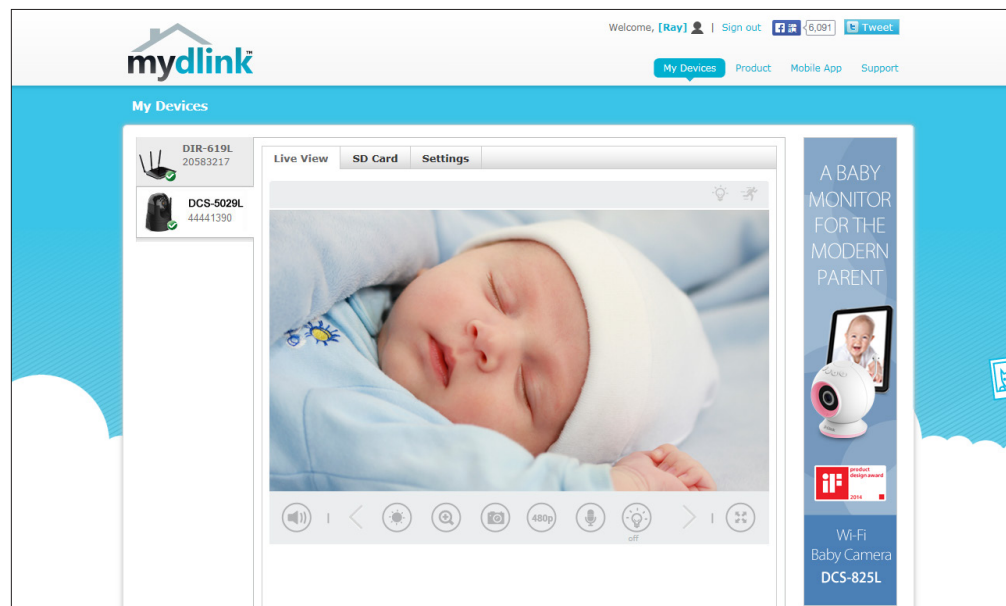 Welcome, [Ray] | Sign out 6,091 Tweet
mydlink
My Devices Product Mobile App Support
My Devices
DIR-619L
20583217
DCS-5029L
44441390
Live View SD Card Settings
480p
off
A BABY
MONITOR
FOR THE
MODERN
PARENT
iF
product
design award
2014
Wi-Fi
Baby Camera
DCS-825L